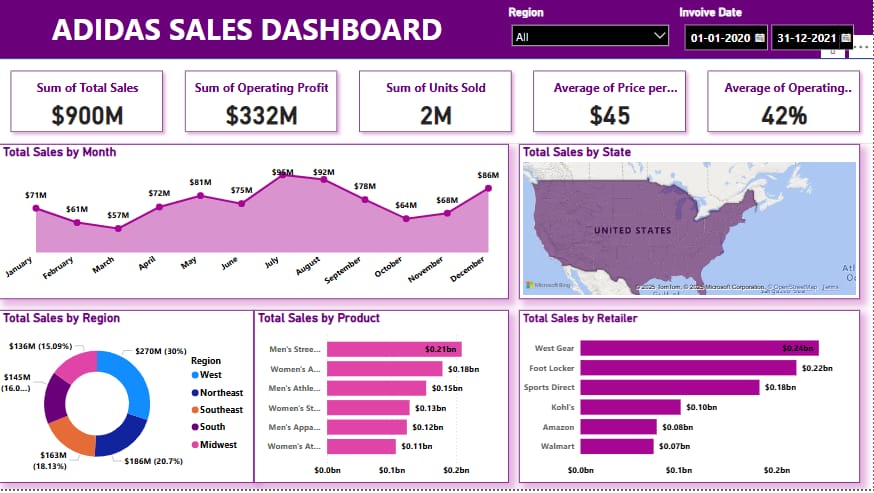 ADIDAS SALES DASHBOARD
Region
All
Invoive Date
01-01-2020
31-12-2021
Sum of Total Sales
$900M
Sum of Operating Profit
$332M
Sum of Units Sold
2M
Average of Price per...
$45
Average of Operating..
42%
Total Sales by Month
$71M
$61M
$57M
$72M
$81M
$75M
$95M
$92M
$78M
$64M
$68M
$86M
January
February
March
April
May
June
July
August
September
October
November
December
Total Sales by State
UNITED STATES
Microsoft Bing
© 2025 TomTom, © 2025 Microsoft Corporation, © OpenStreetMap Terms
Total Sales by Region
$136M (15.09%)
$270M (30%)
$145M
(16.0...)
$163M
(18.13%)
$186M (20.7%)
Region
West
Northeast
Southeast
South
Midwest
Total Sales by Product
Men's Stree...
$0.21bn
Women's A...
$0.18bn
Men's Athle...
$0.15bn
Women's St...
$0.13bn
Men's Appa...
$0.12bn
Women's At...
$0.11bn
$0.0bn
$0.1bn
$0.2bn
Total Sales by Retailer
West Gear
$0.24bn
Foot Locker
$0.22bn
Sports Direct
$0.18bn
Kohl's
$0.10bn
Amazon
$0.08bn
Walmart
$0.07bn
$0.0bn
$0.1bn
$0.2bn